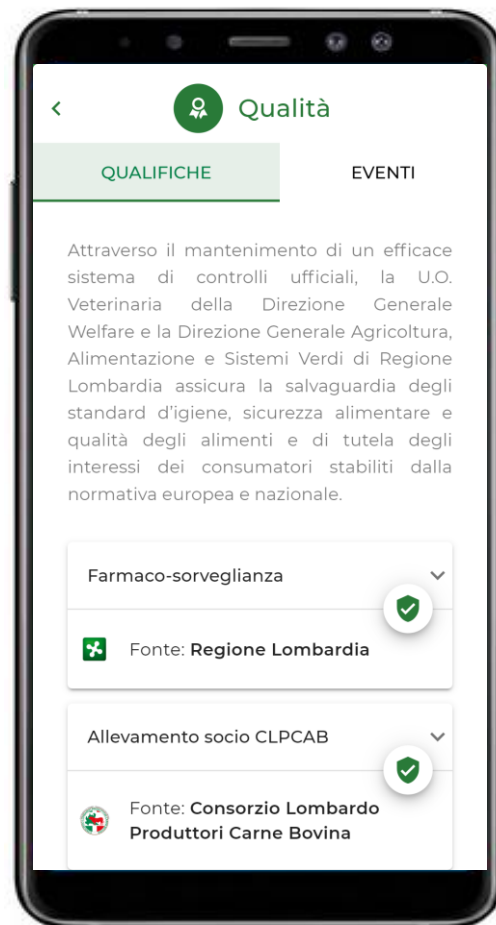 Qualità
QUALIFICHE
EVENTI
Attraverso il mantenimento di un efficace
sistema di controlli ufficiali, la U.O.
Veterinaria della Direzione Generale
Welfare e la Direzione Generale Agricoltura,
Alimentazione e Sistemi Verdi di Regione
Lombardia assicura la salvaguardia degli
standard d'igiene, sicurezza alimentare e
qualità degli alimenti e di tutela degli
interessi dei consumatori stabiliti dalla
normativa europea e nazionale.
Farmaco-sorveglianza
Fonte: Regione Lombardia
Allevamento socio CLPCAB
Fonte: Consorzio Lombardo
Produttori Carne Bovina